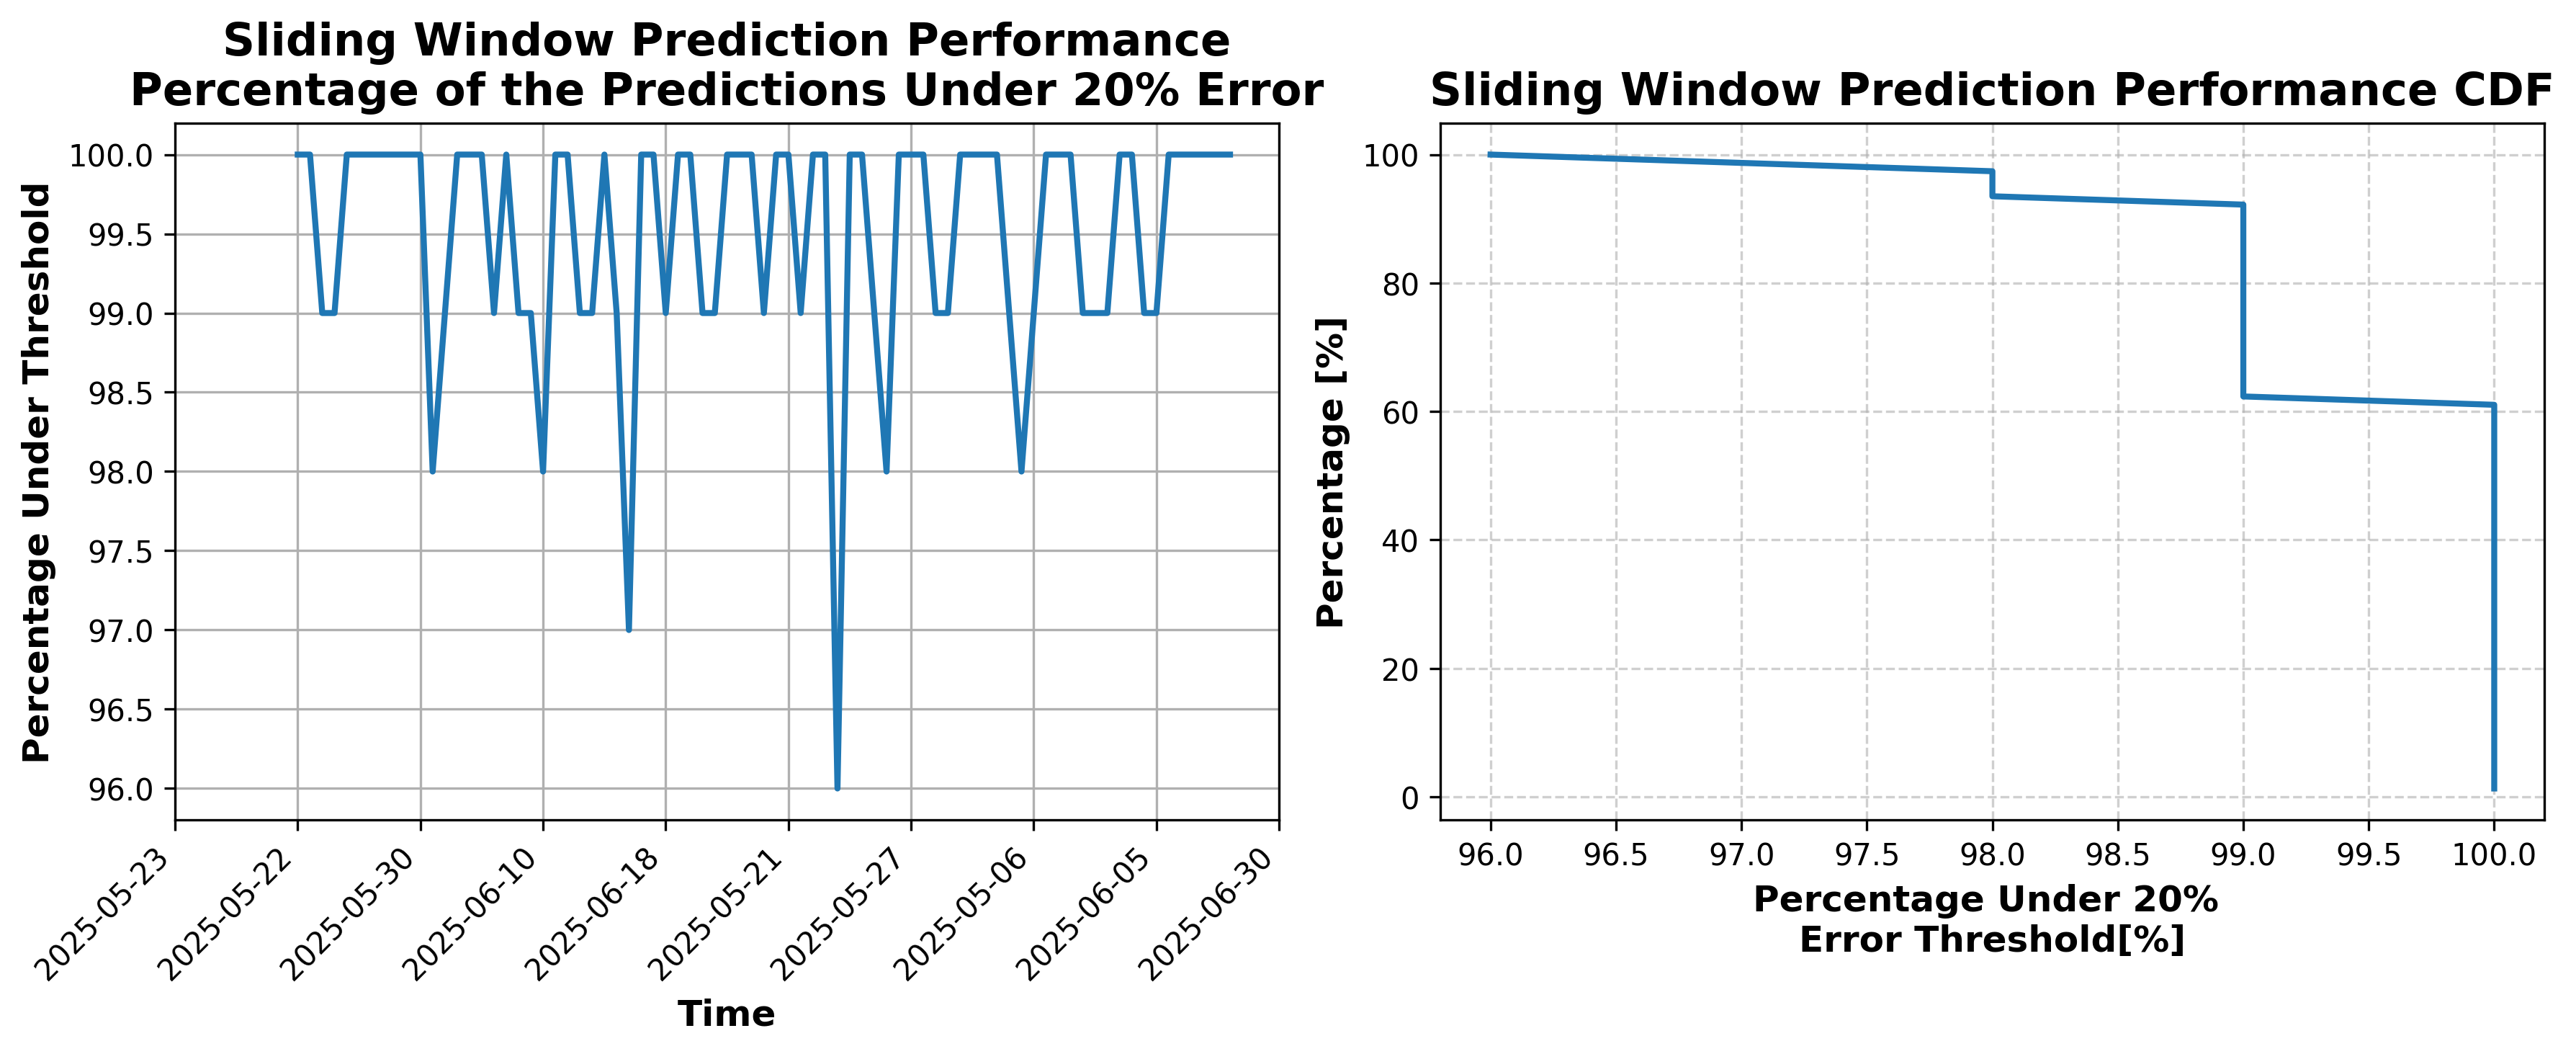 Sliding Window Prediction Performance
Percentage of the Predictions Under 20% Error
Percentage Under Threshold
100.0
99.5
99.0
98.5
98.0
97.5
97.0
96.5
96.0
2025-05-23
2025-05-22
2025-05-30
2025-06-10
2025-06-18
2025-05-21
2025-05-27
2025-05-06
2025-06-05
2025-06-30
Time
Sliding Window Prediction Performance CDF
Percentage [%]
100
80
60
40
20
0
96.0 96.5 97.0 97.5 98.0 98.5 99.0 99.5 100.0
Percentage Under 20%
Error Threshold[%]